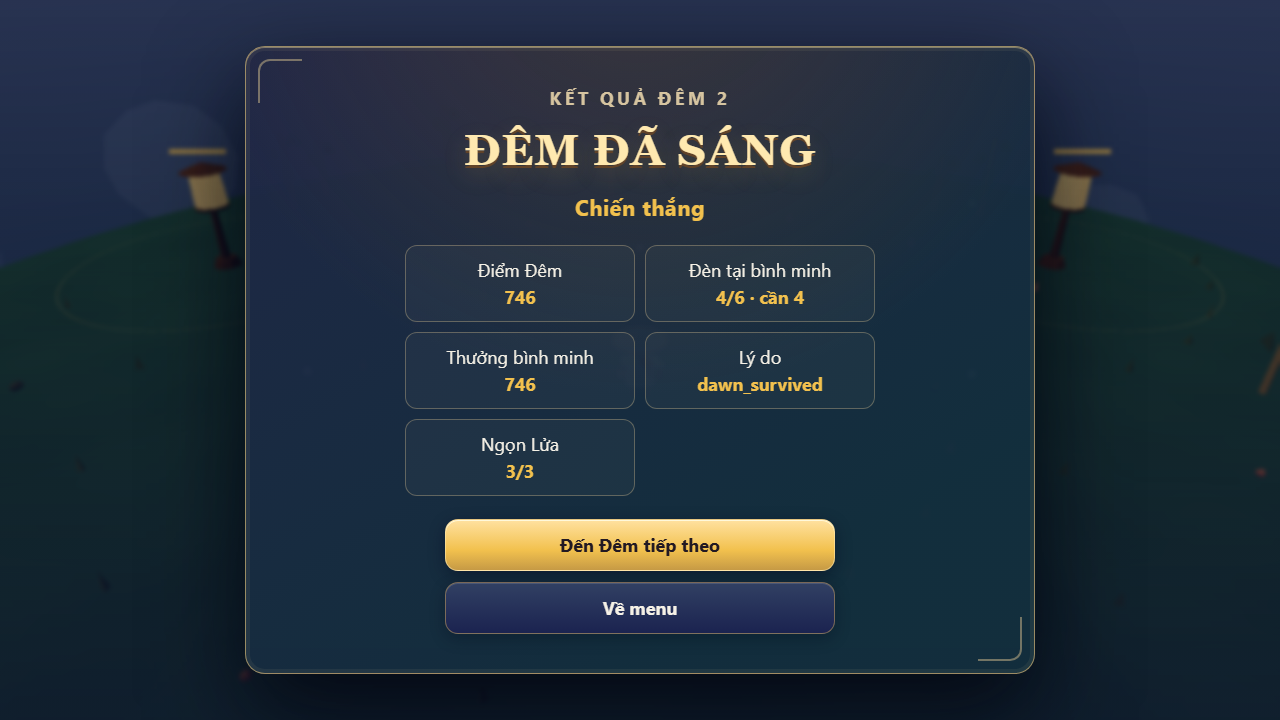 KẾT QUẢ ĐÊM 2
ĐÊM ĐÃ SÁNG
Chiến thắng
Điểm Đêm
746
Đèn tại bình minh
4/6 · cần 4
Thưởng bình minh
746
Lý do
dawn_survived
Ngọn Lửa
3/3
Đến Đêm tiếp theo
Về menu